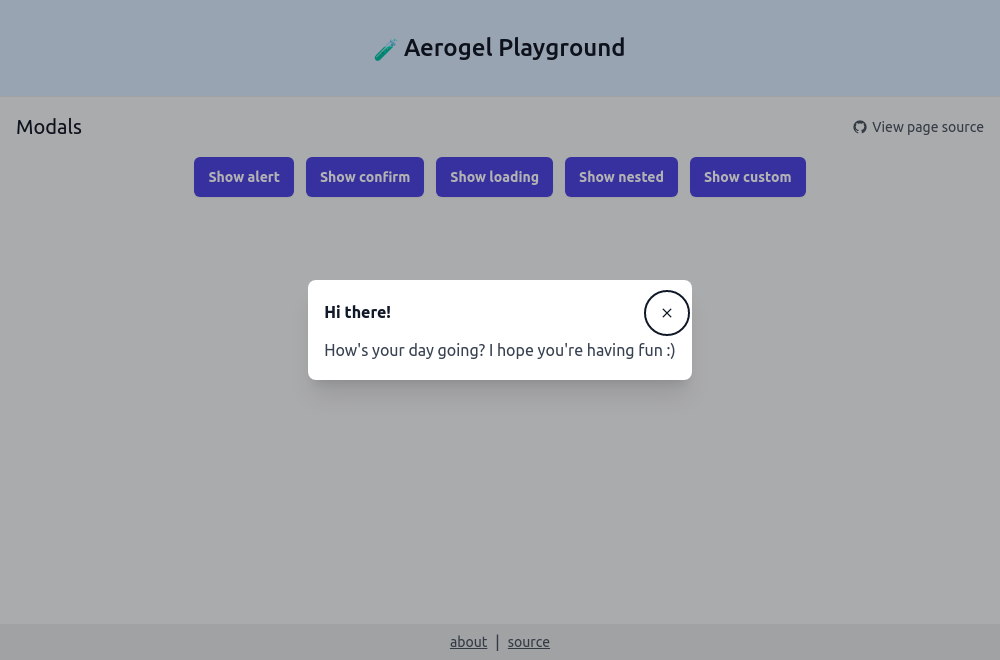 🧪 Aerogel Playground
Modals
View page source
Show alert
Show confirm
Show loading
Show nested
Show custom
Hi there!
How's your day going? I hope you're having fun :)
about | source